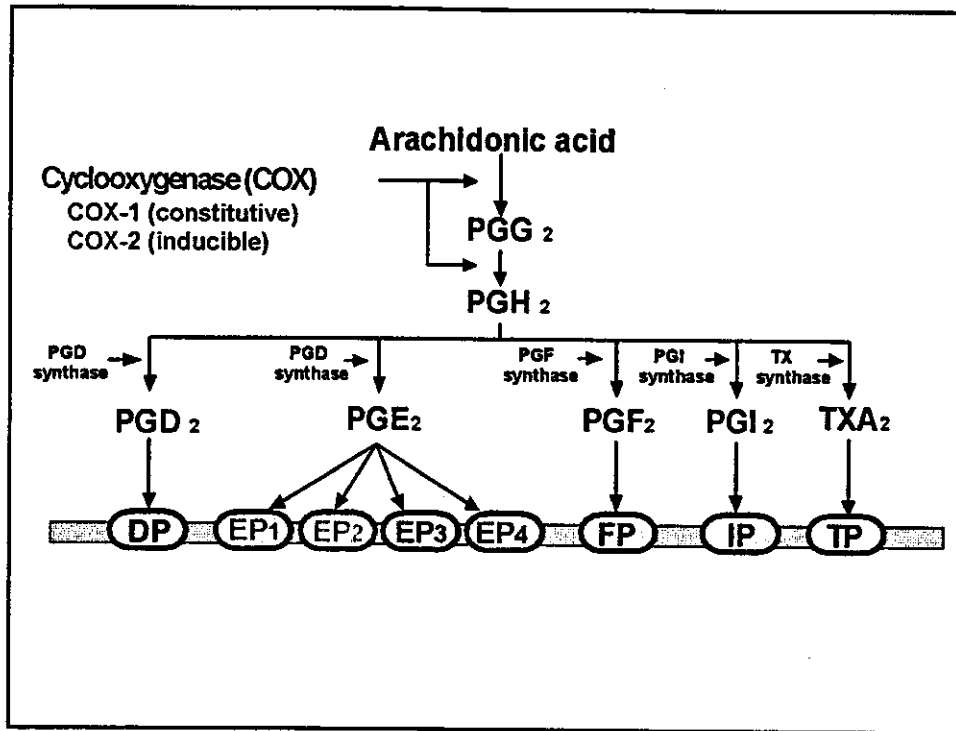 Arachidonic acid
Cyclooxygenase (COX)
COX-1 (constitutive)
COX-2 (inducible)
PGG 2
PGH 2
PGD
synthase
PGD
synthase
PGF
synthase
PGI
synthase
TX
synthase
PGD 2
PGE2
PGF2
PGI 2
TXA2
DP
EP1
EP2
EP3
EP4
FP
IP
TP